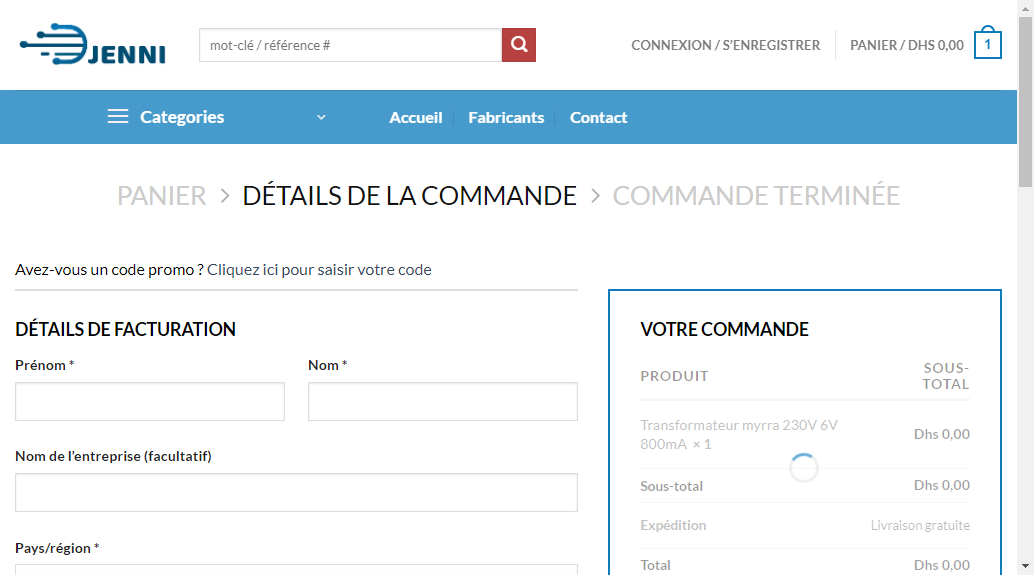 DJENNI
mot-clé / référence #
CONNEXION / S'ENREGISTRER
PANIER / DHS 0,00
1
Categories
Accueil
Fabricants
Contact
PANIER > DÉTAILS DE LA COMMANDE > COMMANDE TERMINÉE
Avez-vous un code promo ? Cliquez ici pour saisir votre code
DÉTAILS DE FACTURATION
Prénom *
Nom *
Nom de l’entreprise (facultatif)
Pays/région *
VOTRE COMMANDE
PRODUIT
SOUS-
TOTAL
Transformateur myrra 230V 6V
800mA × 1
Dhs 0,00
Sous-total
Dhs 0,00
Expédition
Livraison gratuite
Total
Dhs 0,00